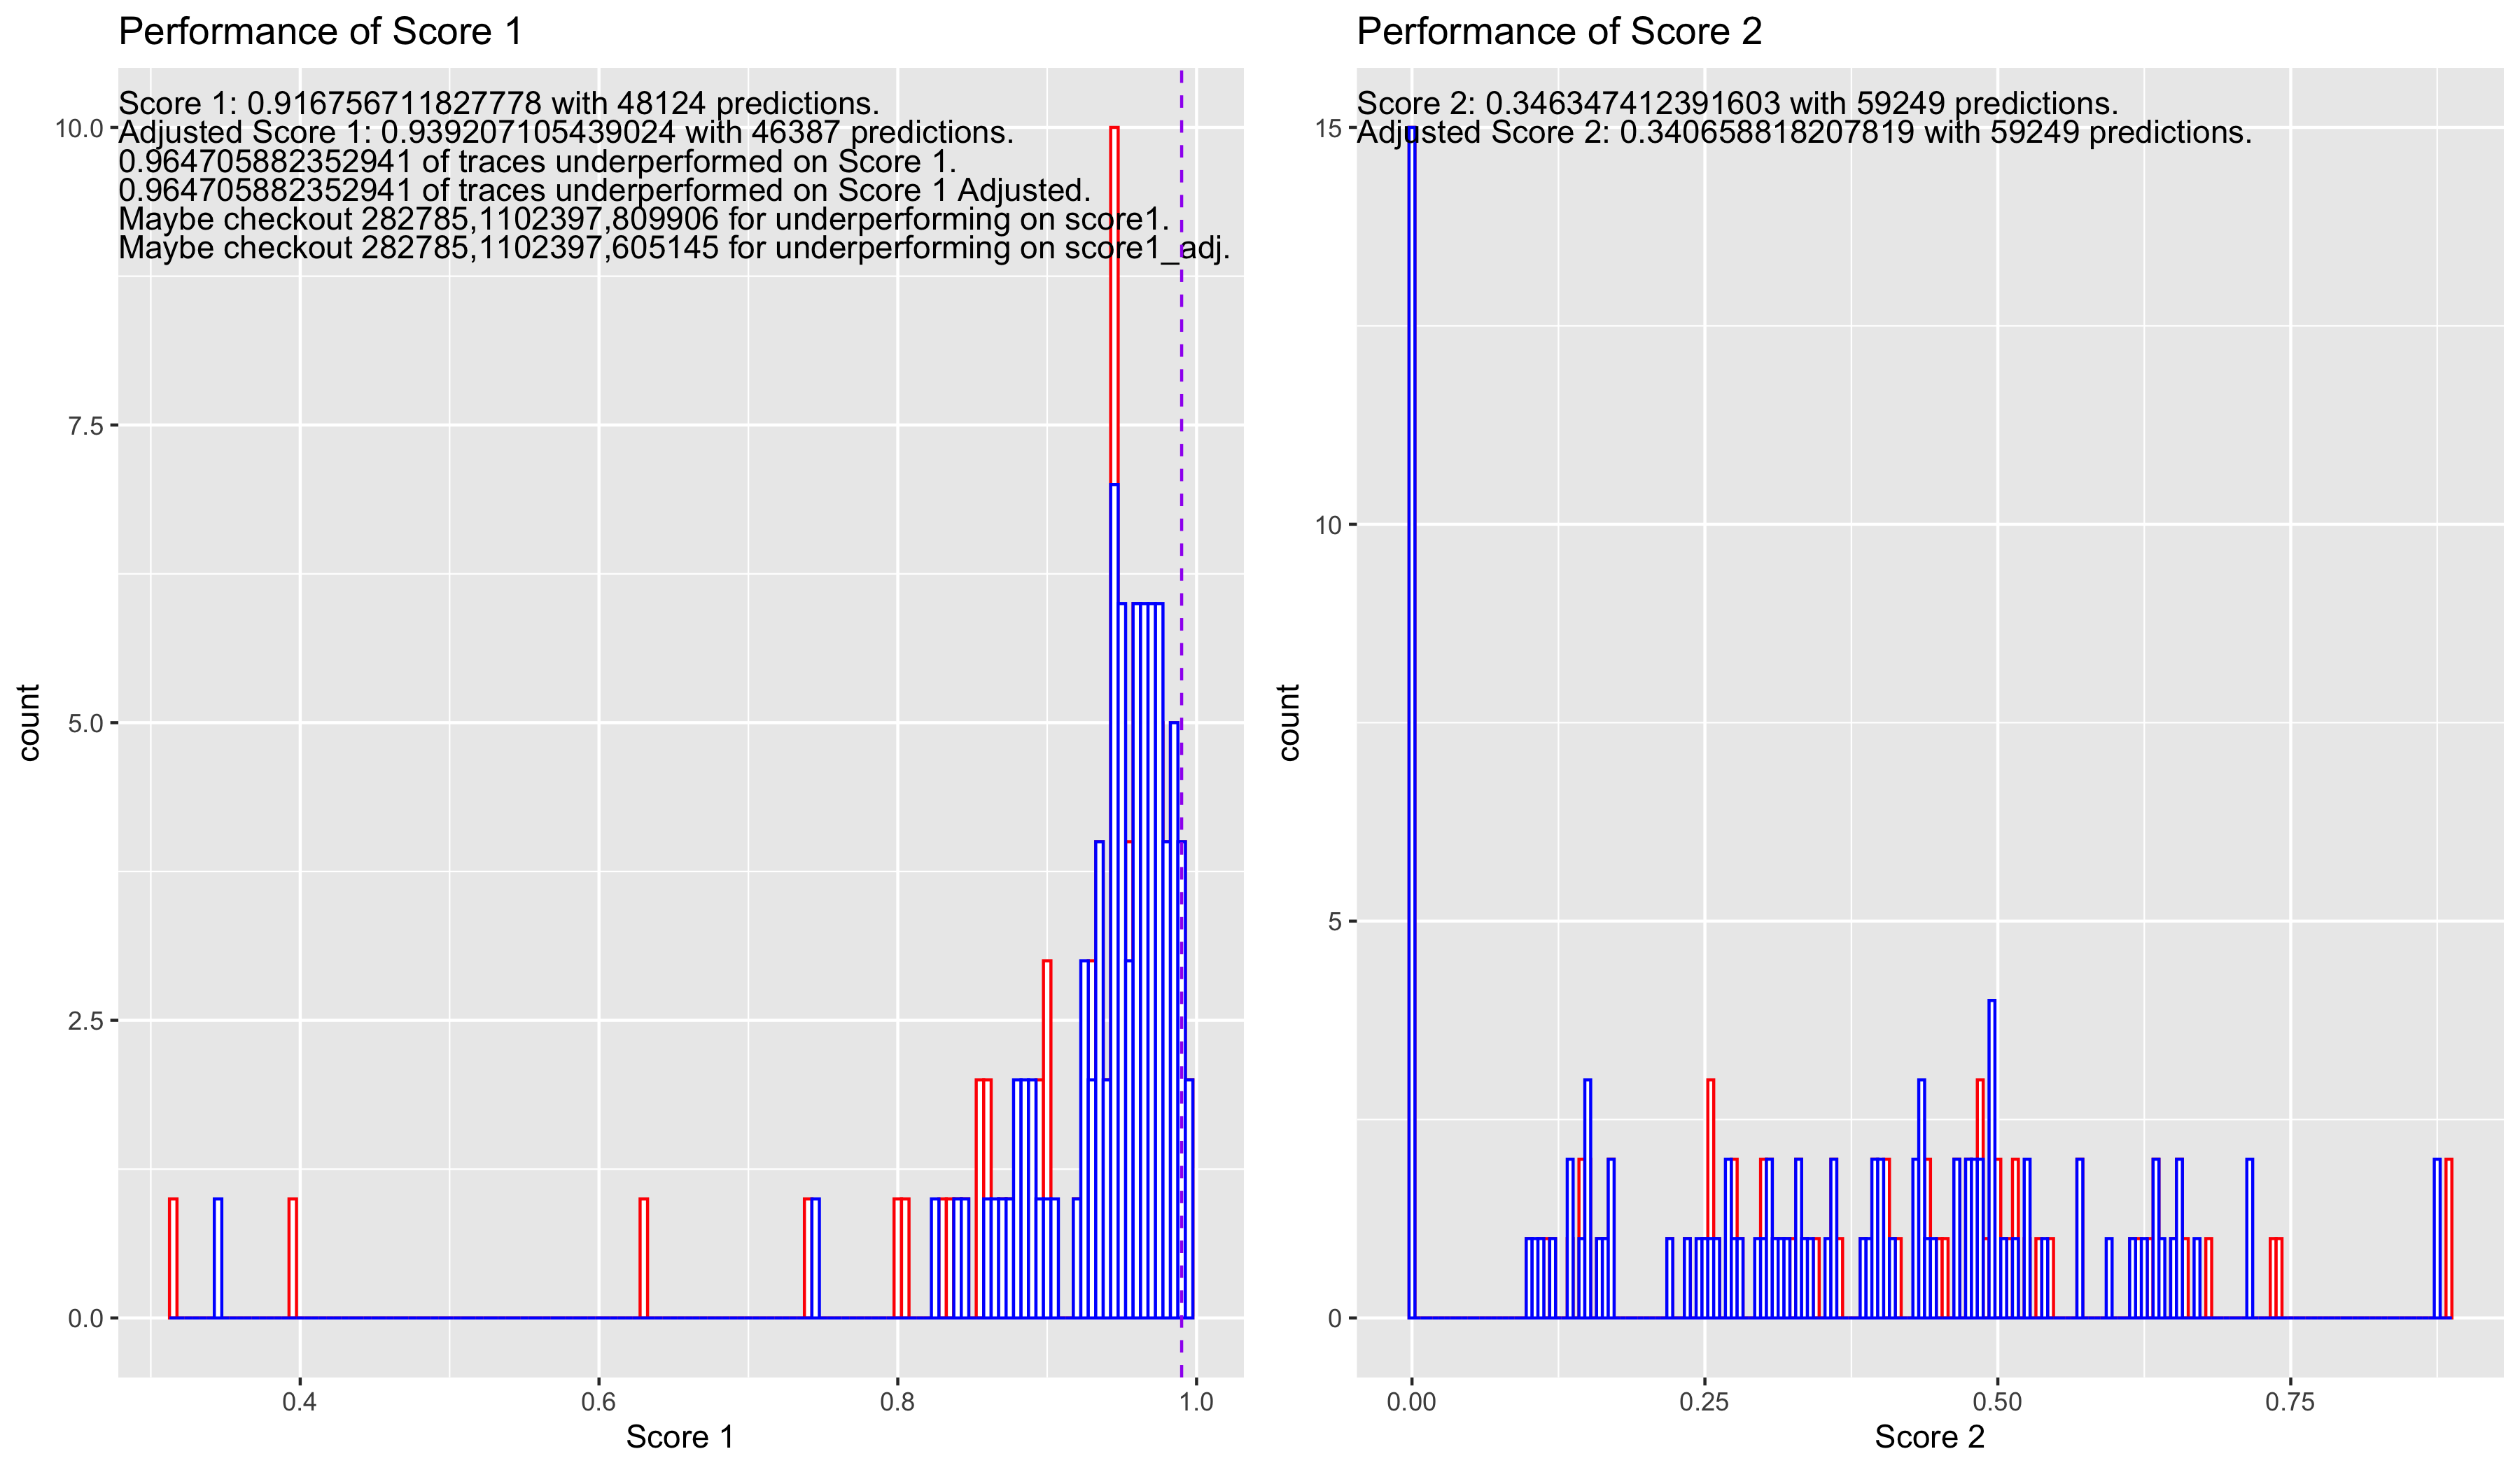 Performance of Score 1
Score 1: 0.916756711827778 with 48124 predictions.
Adjusted Score 1: 0.939207105439024 with 46387 predictions.
0.964705882352941 of traces underperformed on Score 1.
0.964705882352941 of traces underperformed on Score 1 Adjusted.
Maybe checkout 282785,1102397,809906 for underperforming on score1.
Maybe checkout 282785,1102397,605145 for underperforming on score1_adj.
10.0
7.5
5.0
2.5
0.0
count
0.4 0.6 0.8 1.0
Score 1
Performance of Score 2
Score 2: 0.346347412391603 with 59249 predictions.
Adjusted Score 2: 0.340658818207819 with 59249 predictions.
15
10
5
0
count
0.00 0.25 0.50 0.75
Score 2